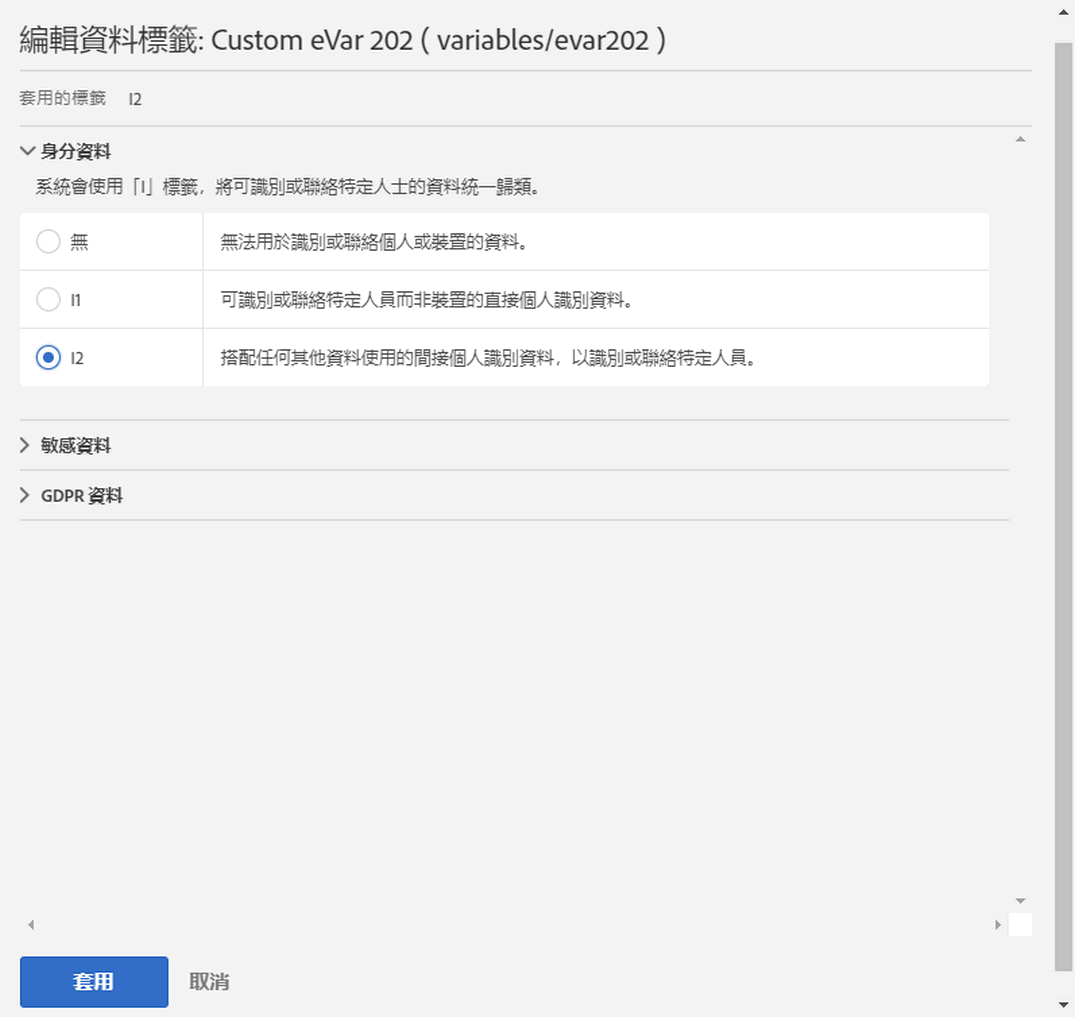 編輯資料標籤: Custom eVar 202 ( variables/evar202 )
套用的標籤 I2
身分資料
系統會使用「I」標籤，將可識別或聯絡特定人士的資料統一歸類。
無 無法用於識別或聯絡個人或裝置的資料。
I1 可識別或聯絡特定人員而非裝置的直接個人識別資料。
I2 搭配任何其他資料使用的間接個人識別資料，以識別或聯絡特定人員。
敏感資料
GDPR 資料
套用 取消